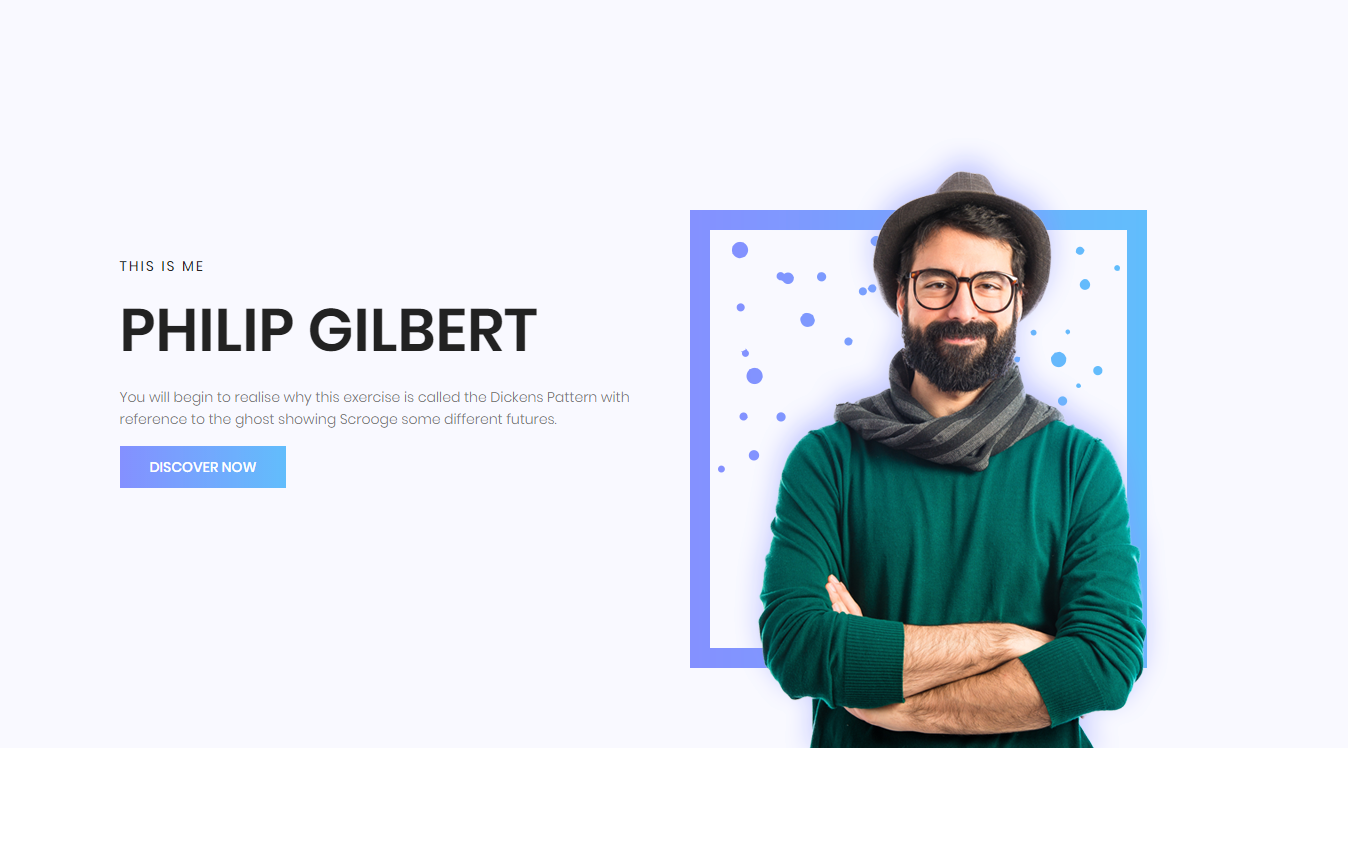 THIS IS ME
PHILIP GILBERT
You will begin to realise why this exercise is called the Dickens Pattern with
reference to the ghost showing Scrooge some different futures.
DISCOVER NOW